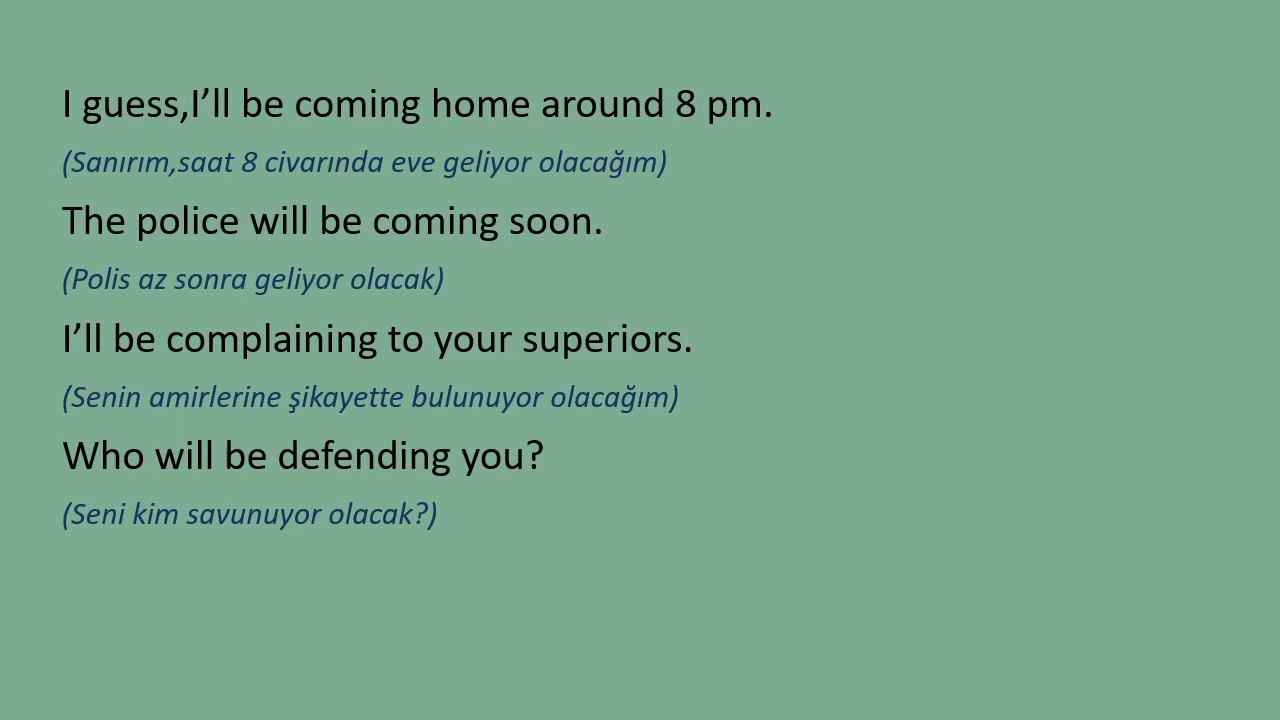 I guess,I’ll be coming home around 8 pm.
(Sanırım,saat 8 civarında eve geliyor olacağım)
The police will be coming soon.
(Polis az sonra geliyor olacak)
I’ll be complaining to your superiors.
(Senin amirlerine şikayette bulunuyor olacağım)
Who will be defending you?
(Seni kim savunuyor olacak?)